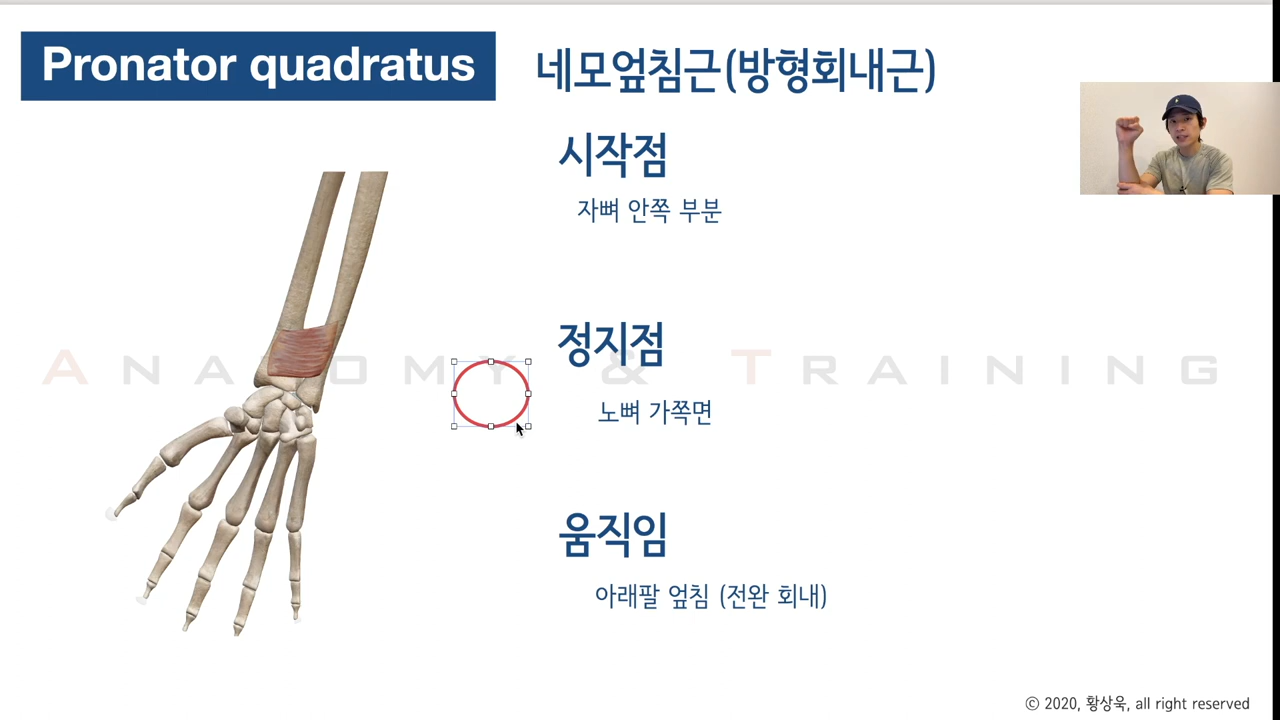 Pronator quadratus
네모엎침근(방형회내근)
시작점
자뼈 안쪽 부분
정지점
ANATOMY & TRAINING
노뼈 가쪽면
움직임
아래팔 엎침 (전완 회내)
© 2020, 황상욱, all right reserved